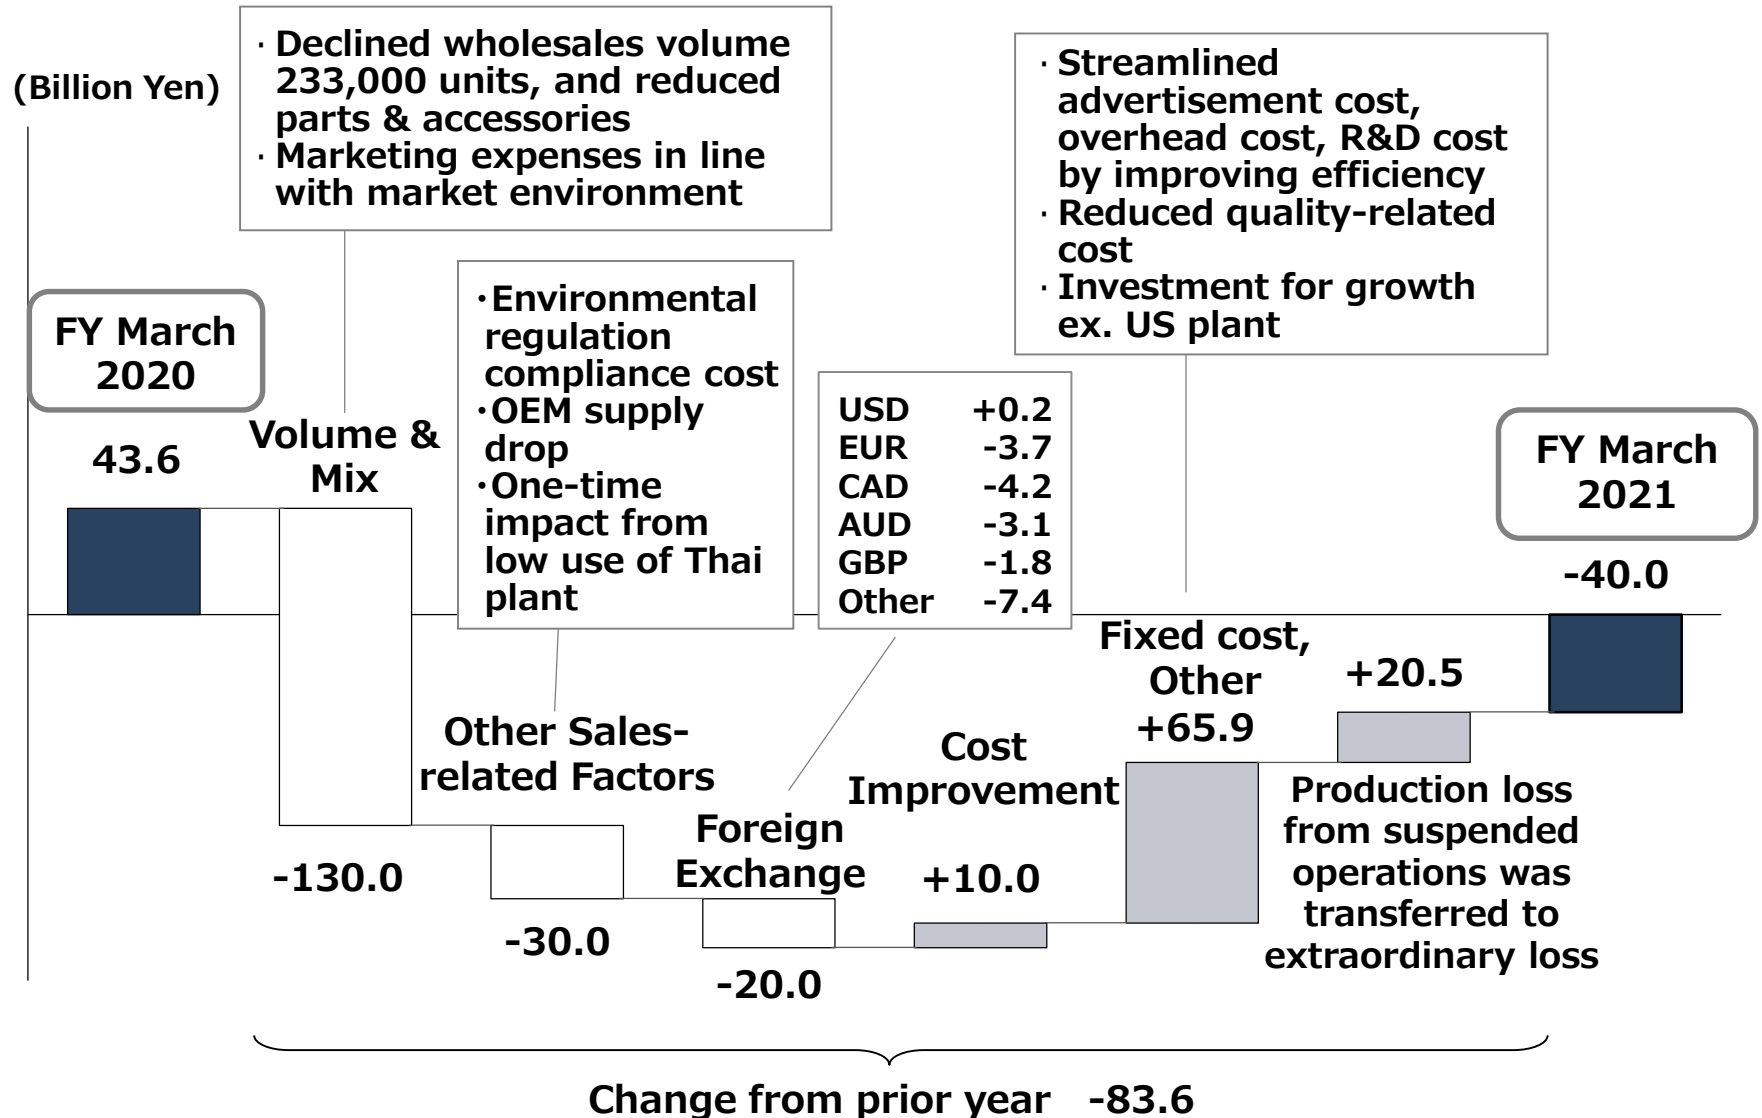 (Billion Yen)
· Declined wholesales volume
233,000 units, and reduced
parts & accessories
· Marketing expenses in line
with market environment
· Streamlined
advertisement cost,
overhead cost, R&D cost
by improving efficiency
· Reduced quality-related
cost
· Investment for growth
ex. US plant
FY March
2020
43.6
Volume &
Mix
-130.0
·Environmental
regulation
compliance cost
·OEM supply
drop
·One-time
impact from
low use of Thai
plant
Other Sales-
related Factors
-30.0
USD +0.2
EUR -3.7
CAD -4.2
AUD -3.1
GBP -1.8
Other -7.4
Foreign
Exchange
-20.0
Cost
Improvement
+10.0
Fixed cost,
Other
+65.9
+20.5
Production loss
from suspended
operations was
transferred to
extraordinary loss
FY March
2021
-40.0
Change from prior year -83.6